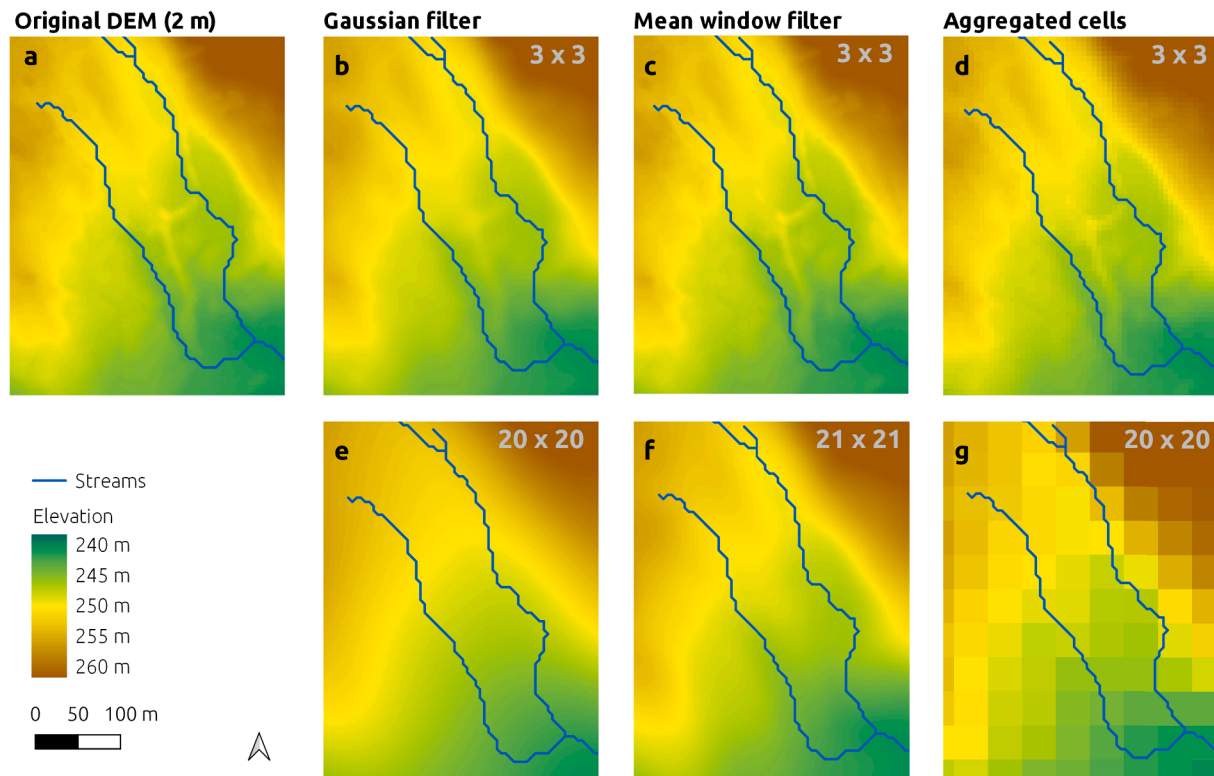 Original DEM (2 m)
Gaussian filter
Mean window filter
Aggregated cells
a
b
3 x 3
c
3 x 3
d
3 x 3
e
20 x 20
f
21 x 21
g
20 x 20
Streams
Elevation
240 m
245 m
250 m
255 m
260 m
0 50 100 m